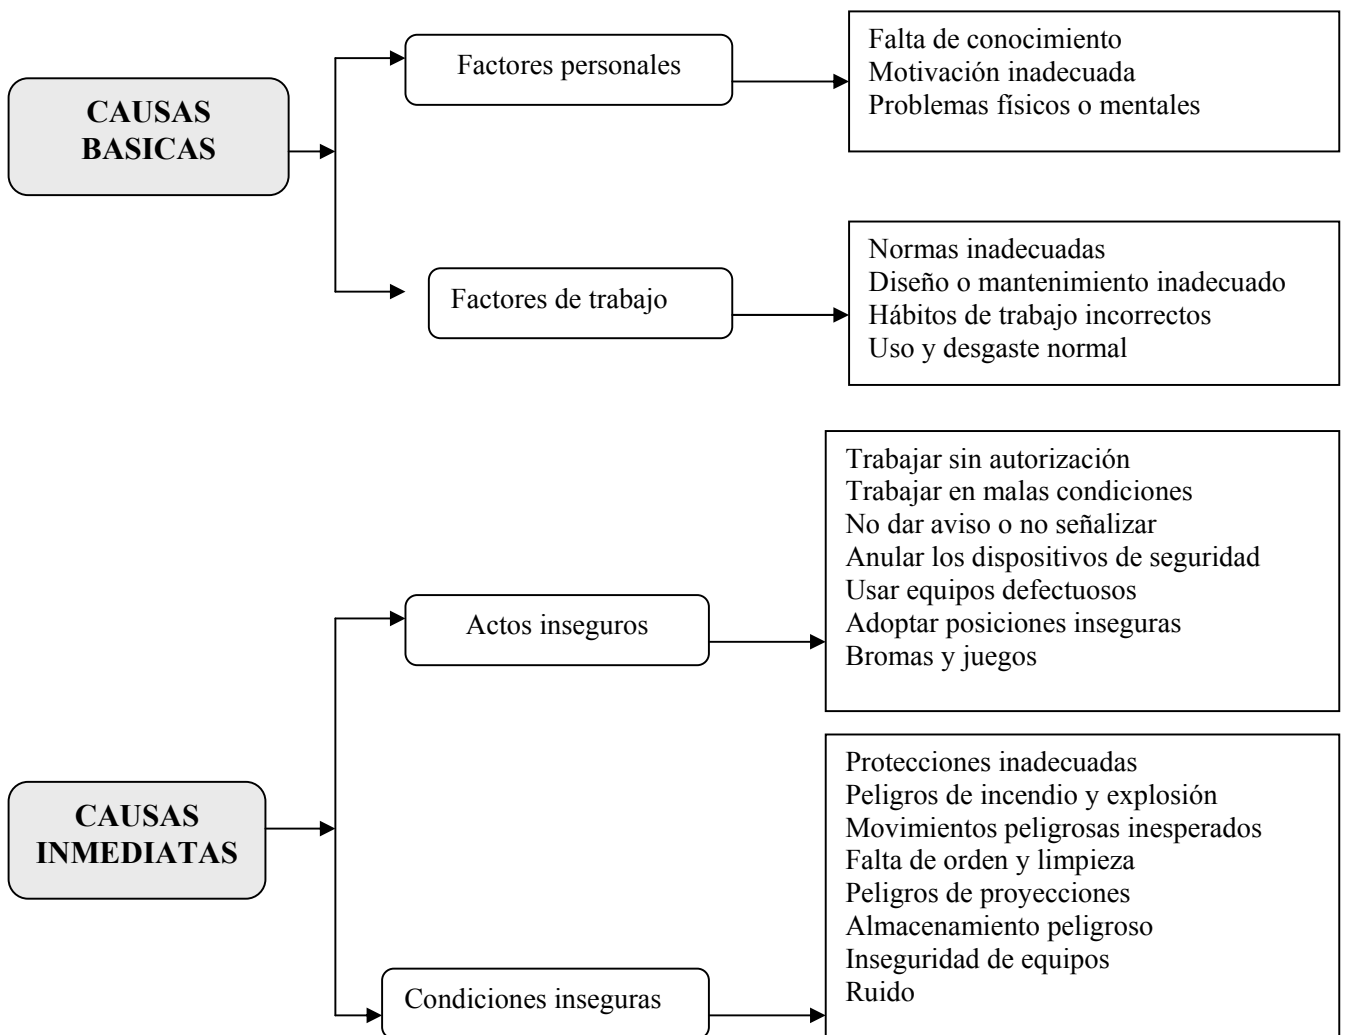 CAUSAS
BASICAS
Factores personales
Falta de conocimiento
Motivación inadecuada
Problemas físicos o mentales
Factores de trabajo
Normas inadecuadas
Diseño o mantenimiento inadecuado
Hábitos de trabajo incorrectos
Uso y desgaste normal
CAUSAS
INMEDIATAS
Actos inseguros
Trabajar sin autorización
Trabajar en malas condiciones
No dar aviso o no señalizar
Anular los dispositivos de seguridad
Usar equipos defectuosos
Adoptar posiciones inseguras
Bromas y juegos
Condiciones inseguras
Protecciones inadecuadas
Peligros de incendio y explosión
Movimientos peligrosas inesperados
Falta de orden y limpieza
Peligros de proyecciones
Almacenamiento peligroso
Inseguridad de equipos
Ruido